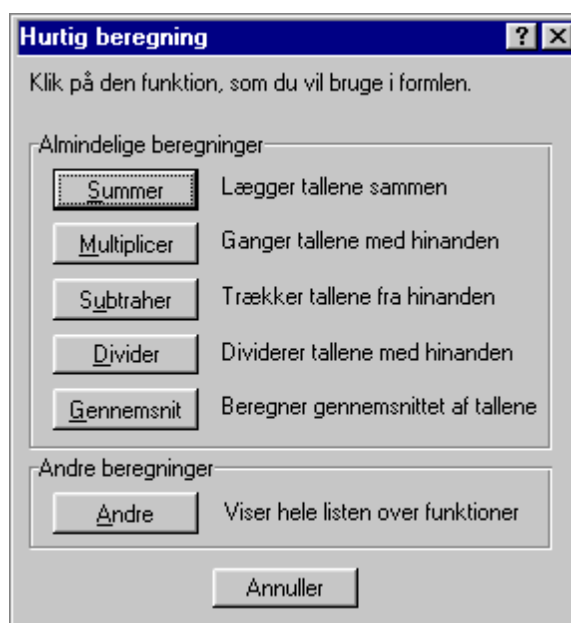 Hurtig beregning
Klik på den funktion, som du vil bruge i formlen.
Almindelige beregninger
Summer Lægger tallene sammen
Multiplicer Ganger tallene med hinanden
Subtraher Trækker tallene fra hinanden
Divider Dividerer tallene med hinanden
Gennemsnit Beregner gennemsnittet af tallene
Andre beregninger
Andre Viser hele listen over funktioner
Annuller